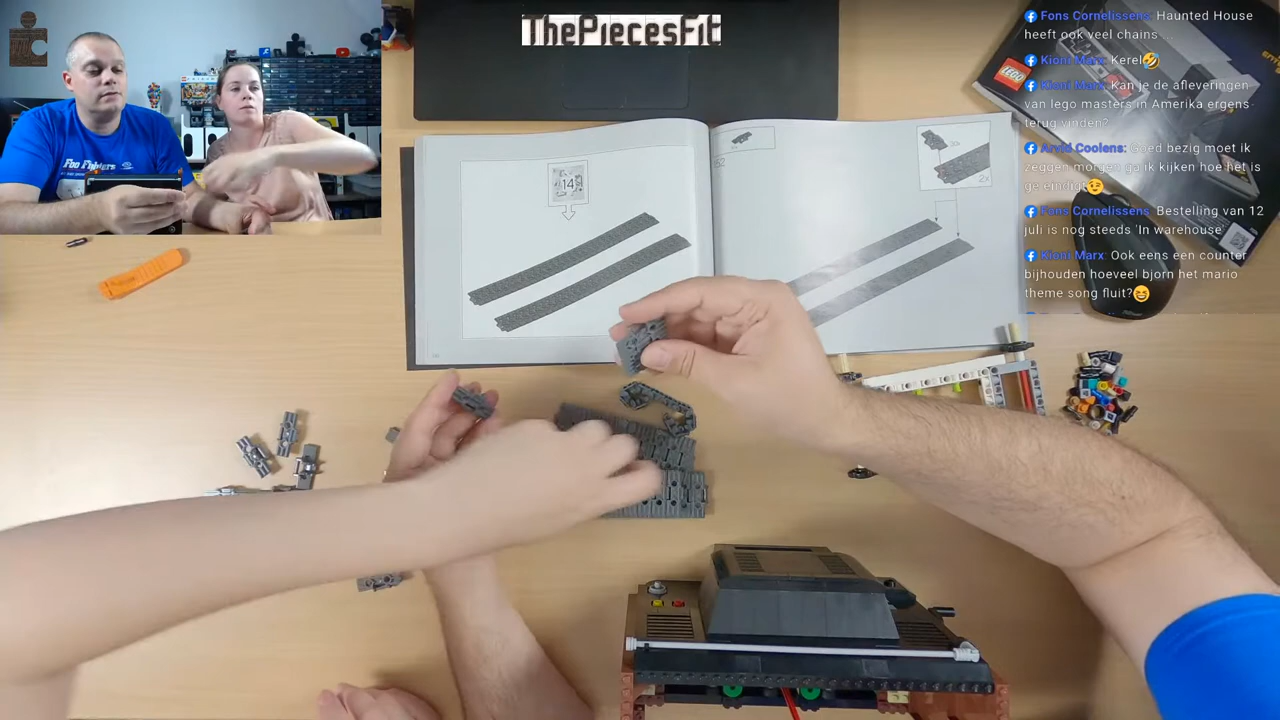 ThePiecesFit
Foo Fighters
14
2x
LEGO
Fons Cornelissens: Haunted House
heeft ook veel chains ...
Kioni Marx: Kerel🤣
Kioni Marx: Kan je de afleveringen
van lego masters in Amerika ergens
terug vinden?
Arvid Coolens: Goed bezig moet ik
zeggen morgen ga ik kijken hoe het is
ge eindigt😉
Fons Cornelissens: Bestelling van 12
juli is nog steeds 'In warehouse'
Kioni Marx: Ook eens een counter
bijhouden hoeveel bjorn het mario
theme song fluit?😆